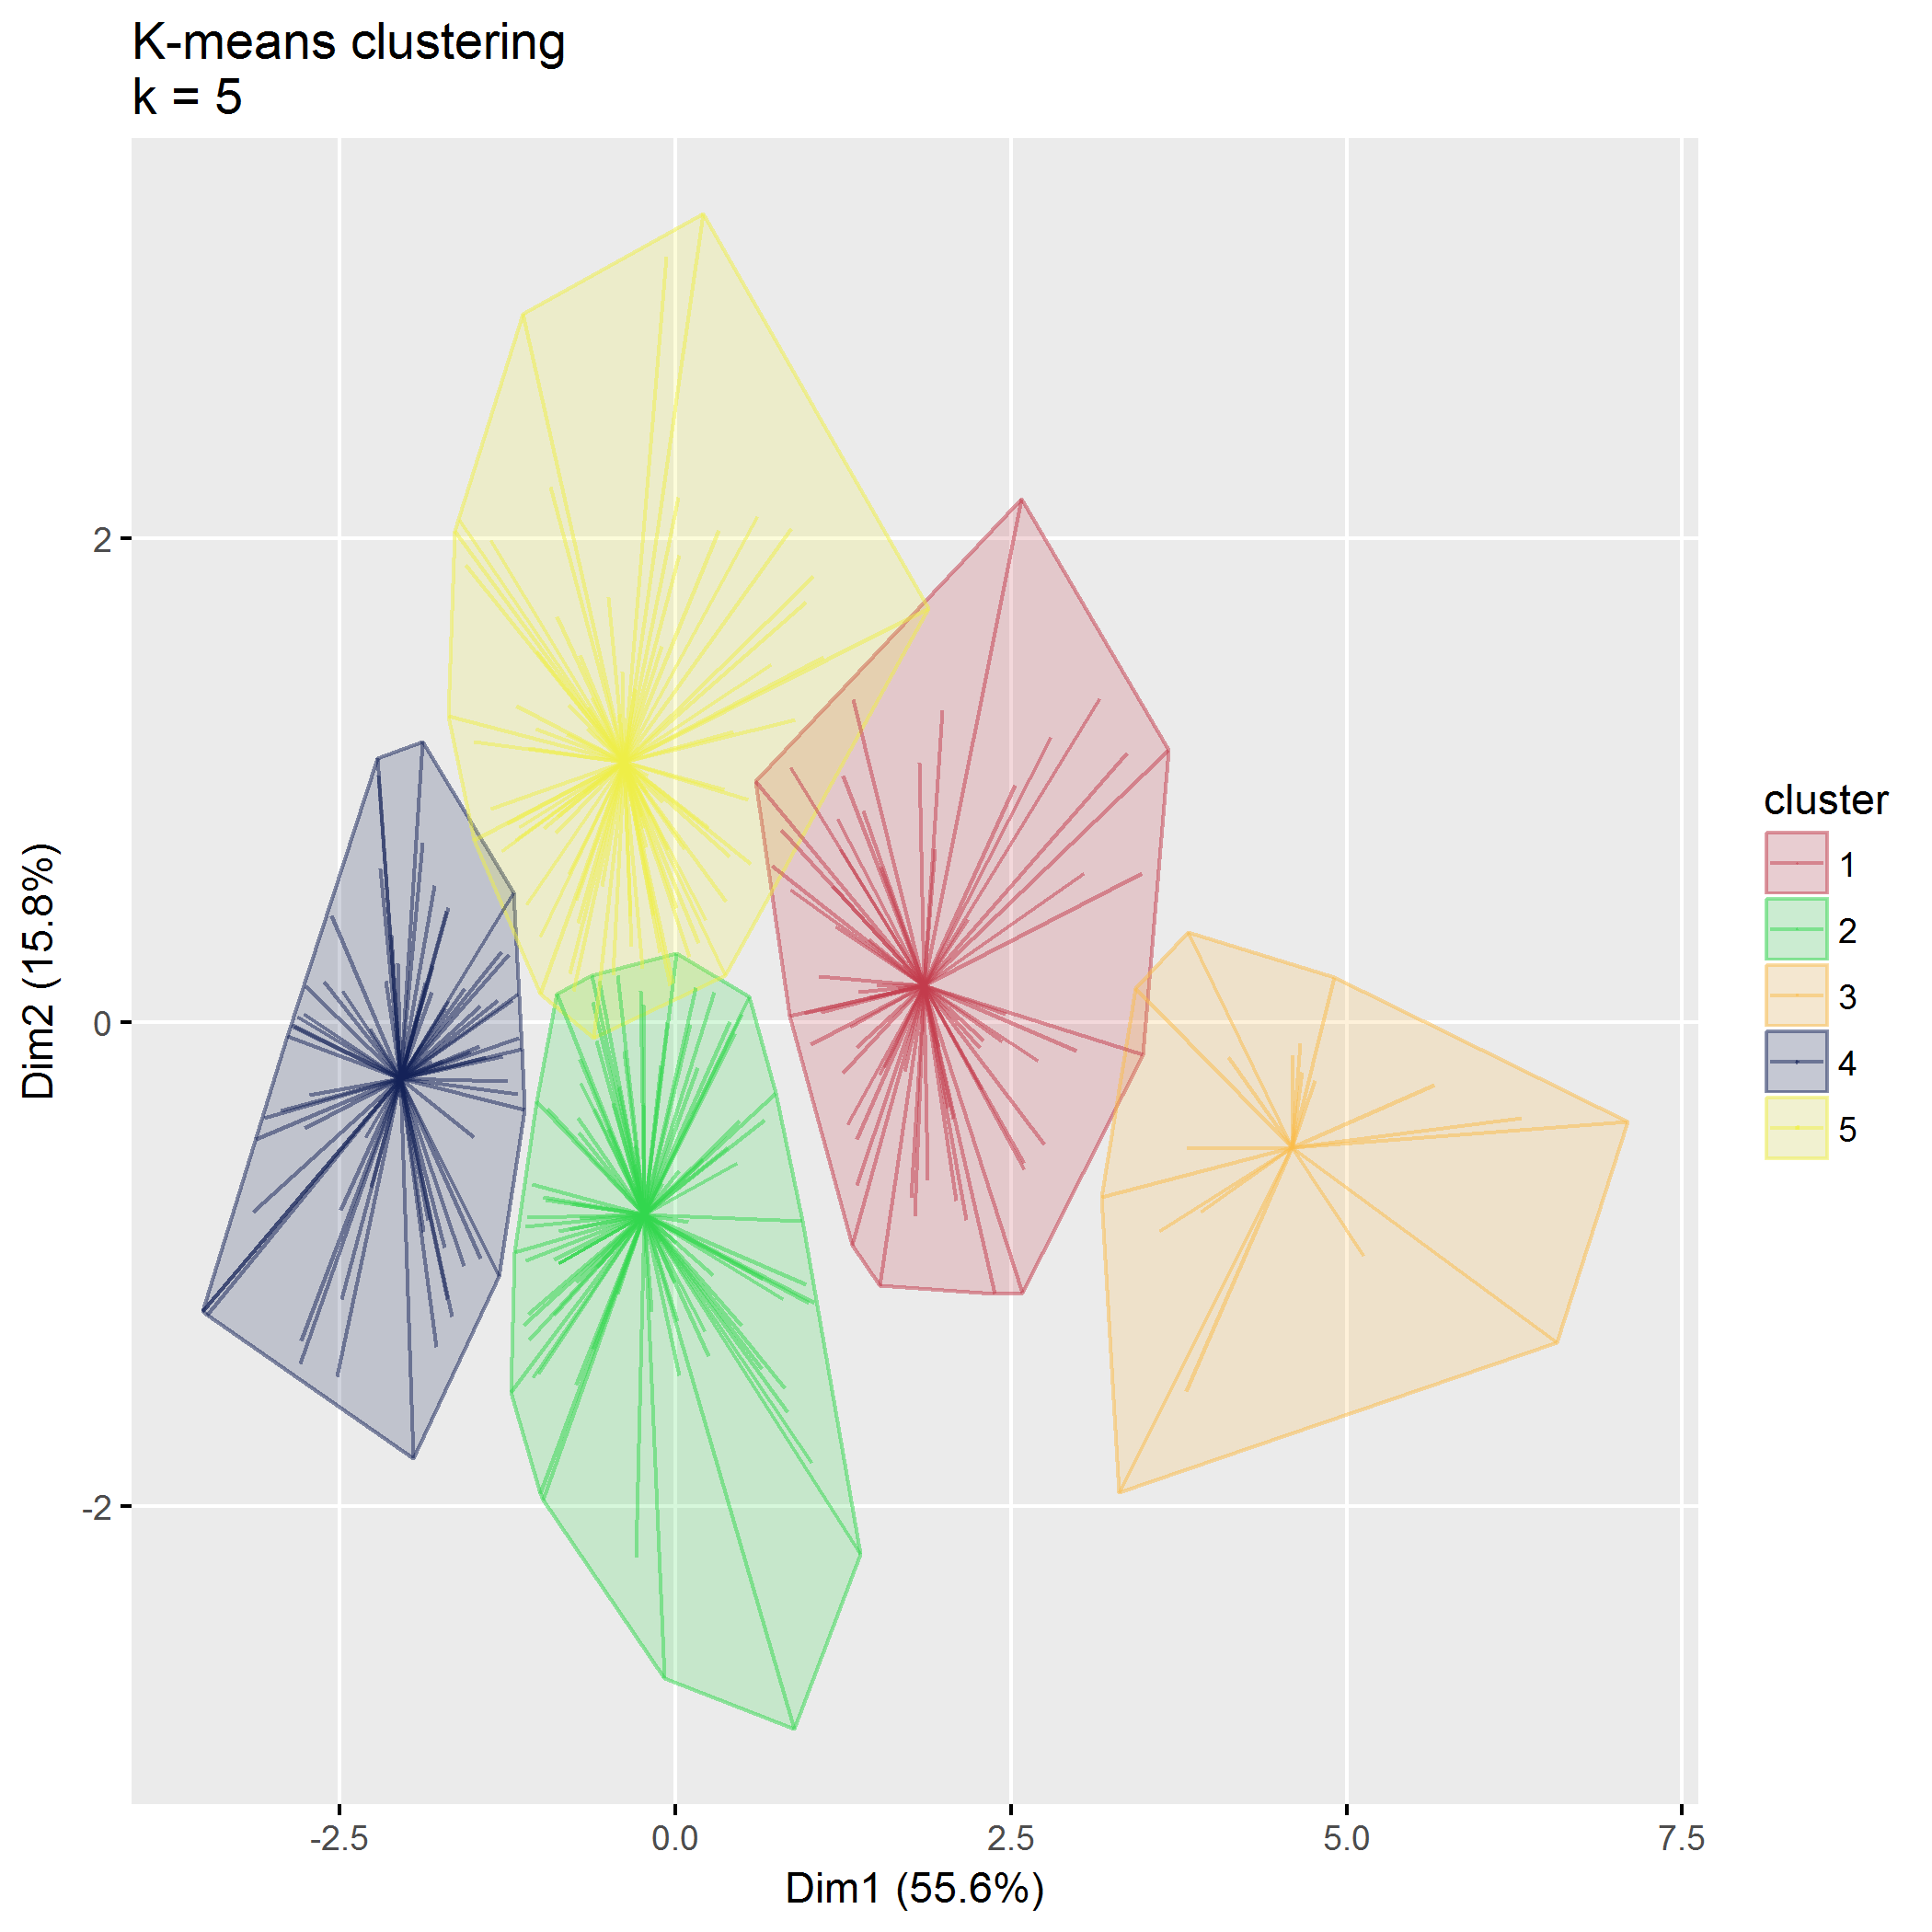 K-means clustering
k = 5
2
0
-2
Dim2 (15.8%)
-2.5 0.0 2.5 5.0 7.5
Dim1 (55.6%)
cluster
1
2
3
4
5